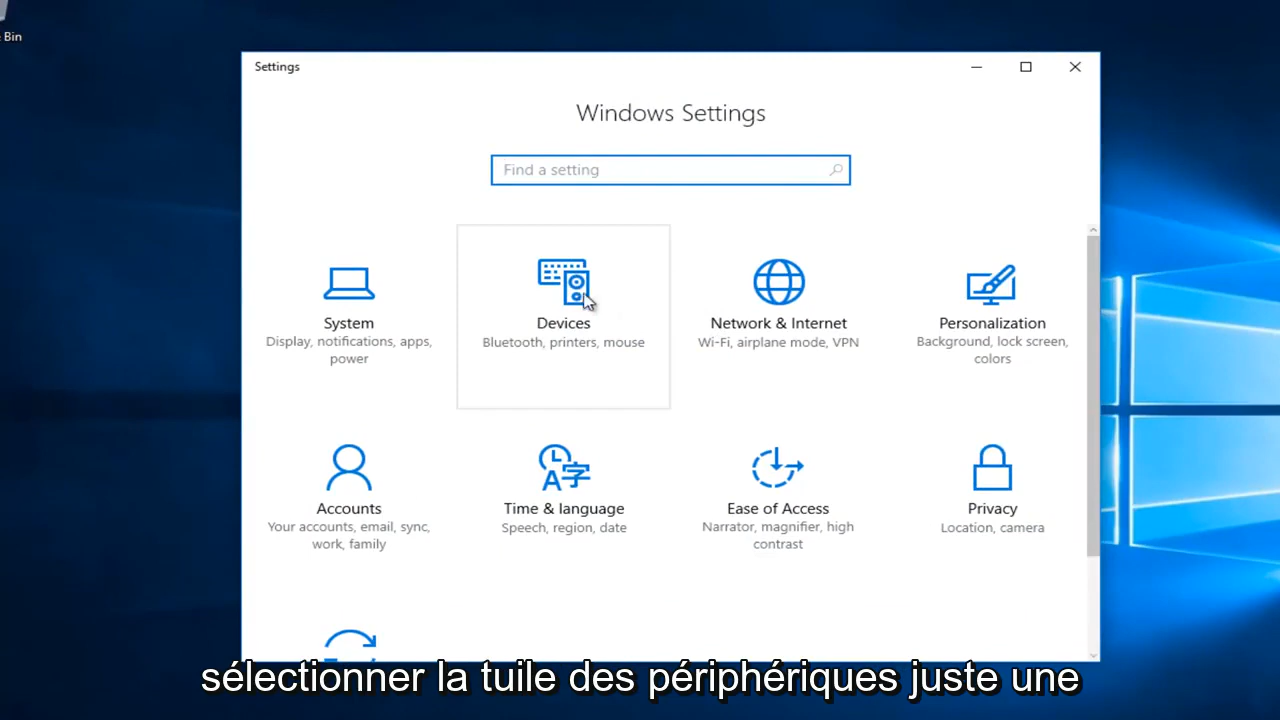 Bin
Settings
Windows Settings
Find a setting
System
Display, notifications, apps,
power
Devices
Bluetooth, printers, mouse
Network & Internet
Wi-Fi, airplane mode, VPN
Personalization
Background, lock screen,
colors
Accounts
Your accounts, email, sync,
work, family
Time & language
Speech, region, date
Ease of Access
Narrator, magnifier, high
contrast
Privacy
Location, camera
sélectionner la tuile des périphériques juste une